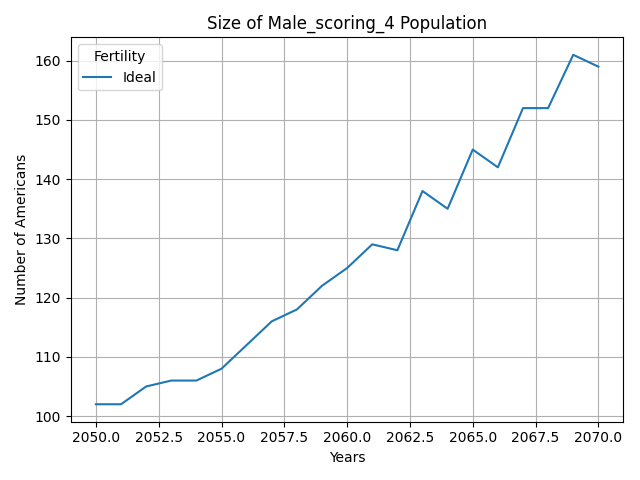 Size of Male_scoring_4 Population
Fertility
Ideal
160
150
140
130
120
110
100
Number of Americans
2050.0 2052.5 2055.0 2057.5 2060.0 2062.5 2065.0 2067.5 2070.0
Years